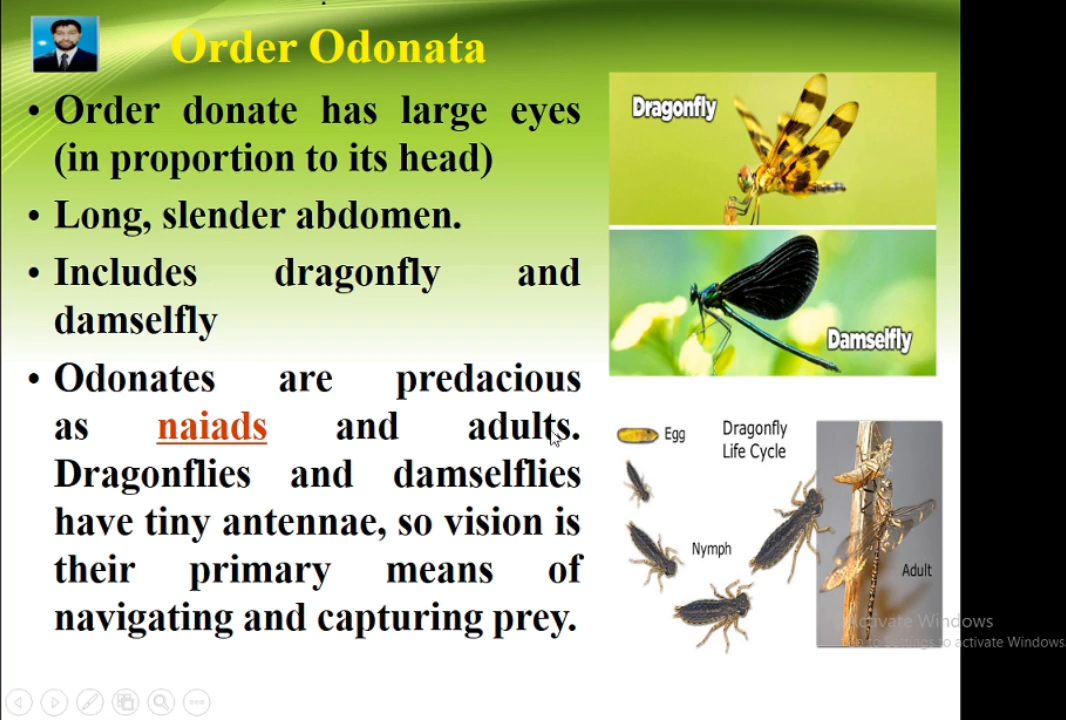 Order Odonata
• Order donate has large eyes
(in proportion to its head)
• Long, slender abdomen.
• Includes dragonfly and
damselfly
• Odonates are predacious
as naiads and adults.
Dragonflies and damselflies
have tiny antennae, so vision is
their primary means of
navigating and capturing prey.
Dragonfly
Damselfly
Egg
Dragonfly
Life Cycle
Nymph
Adult
Activate Windows
to Settings to activate Windows.